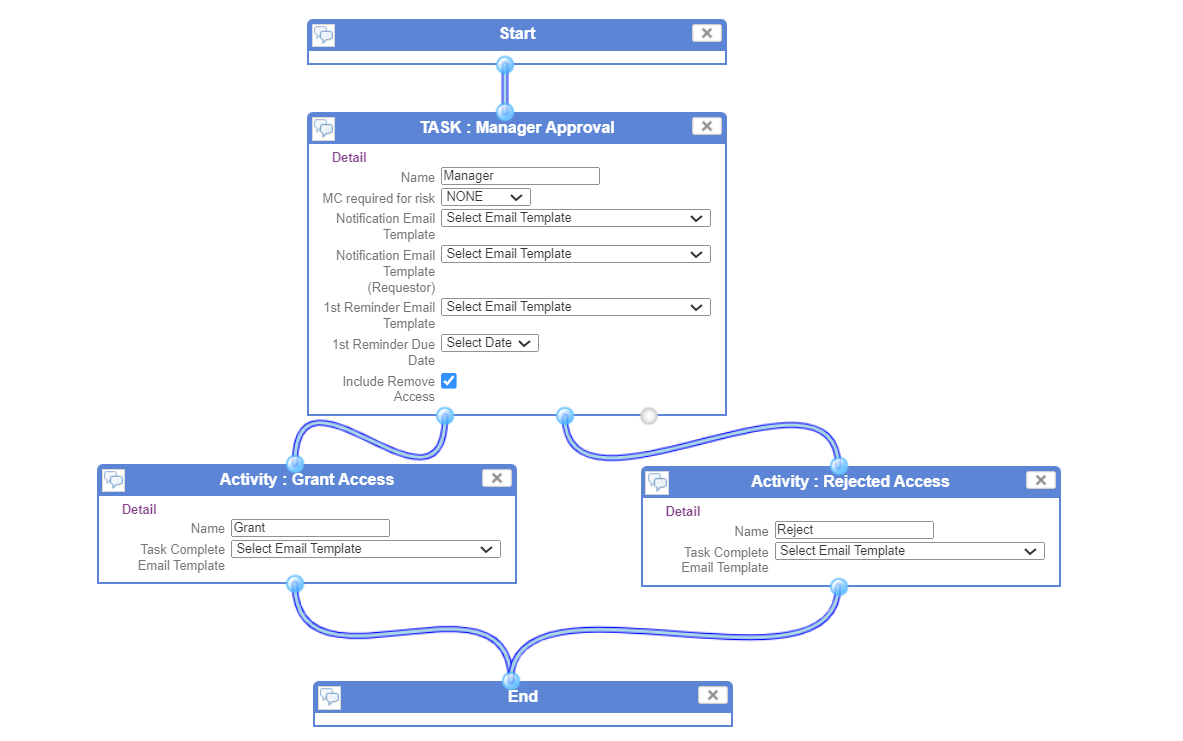 Start
TASK : Manager Approval
Detail
Name Manager
MC required for risk NONE
Notification Email Select Email Template
Template
Notification Email Select Email Template
Template
(Requestor)
1st Reminder Email Select Email Template
Template
1st Reminder Due Select Date
Date
Include Remove
Access
Activity : Grant Access
Detail
Name Grant
Task Complete Select Email Template
Email Template
Activity : Rejected Access
Detail
Name Reject
Task Complete Select Email Template
Email Template
End